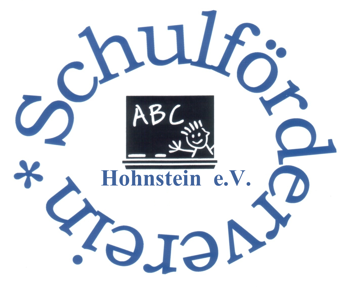 Schulförderverein *
ABC
Hohnstein e.V.